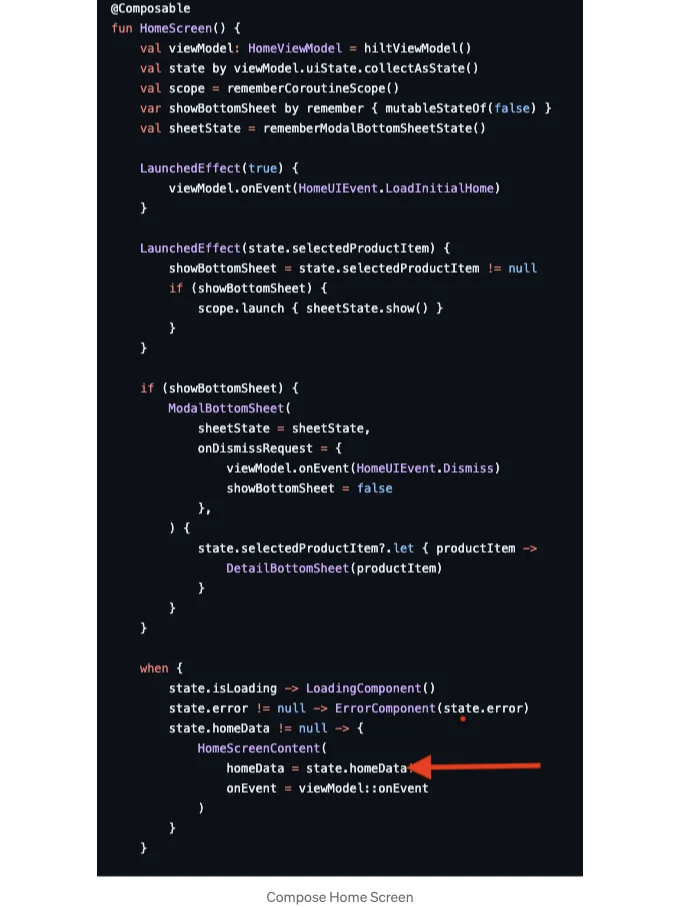 @Composable
fun HomeScreen() {
    val viewModel: HomeViewModel = hiltViewModel()
    val state by viewModel.uiState.collectAsState()
    val scope = rememberCoroutineScope()
    var showBottomSheet by remember { mutableStateOf(false) }
    val sheetState = rememberModalBottomSheetState()

    LaunchedEffect(true) {
        viewModel.onEvent(HomeUIEvent.LoadInitialHome)
    }

    LaunchedEffect(state.selectedProductItem) {
        showBottomSheet = state.selectedProductItem != null
        if (showBottomSheet) {
            scope.launch { sheetState.show() }
        }
    }

    if (showBottomSheet) {
        ModalBottomSheet(
            sheetState = sheetState,
            onDismissRequest = {
                viewModel.onEvent(HomeUIEvent.Dismiss)
                showBottomSheet = false
            },
        ) {
            state.selectedProductItem?.let { productItem ->
                DetailBottomSheet(productItem)
            }
        }
    }

    when {
        state.isLoading -> LoadingComponent()
        state.error != null -> ErrorComponent(state.error)
        state.homeData != null -> {
            HomeScreenContent(
                homeData = state.homeData
                onEvent = viewModel::onEvent
            )
        }
    }
Compose Home Screen